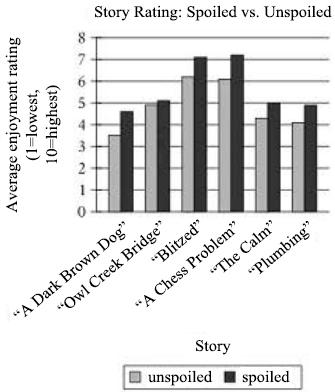 Story Rating: Spoiled vs. Unspoiled
Average enjoyment rating
(1=lowest,
10=highest)
8
7
6
5
4
3
2
1
0
“A Dark Brown Dog”
“Owl Creek Bridge”
“Blitzed”
“A Chess Problem”
“The Calm”
“Plumbing”
Story
unspoiled spoiled